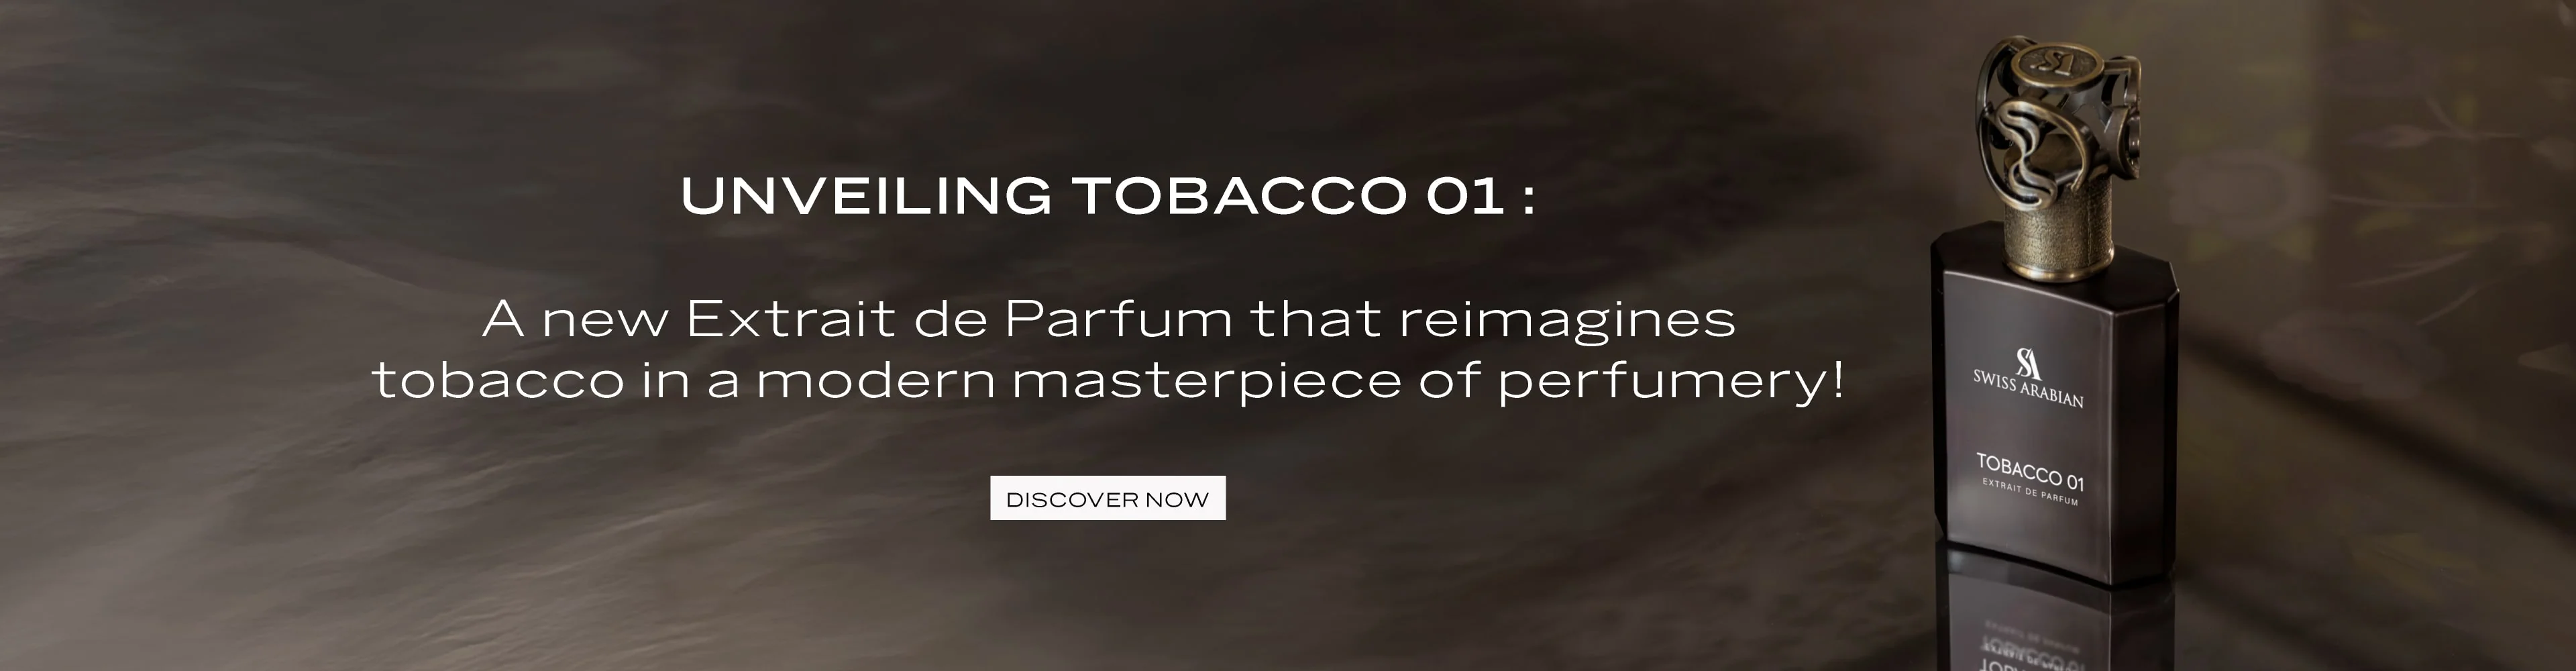 UNVEILING TOBACCO 01 :
A new Extrait de Parfum that reimagines
tobacco in a modern masterpiece of perfumery!
DISCOVER NOW
SA
SA
SWISS ARABIAN
TOBACCO 01
EXTRAIT DE PARFUM